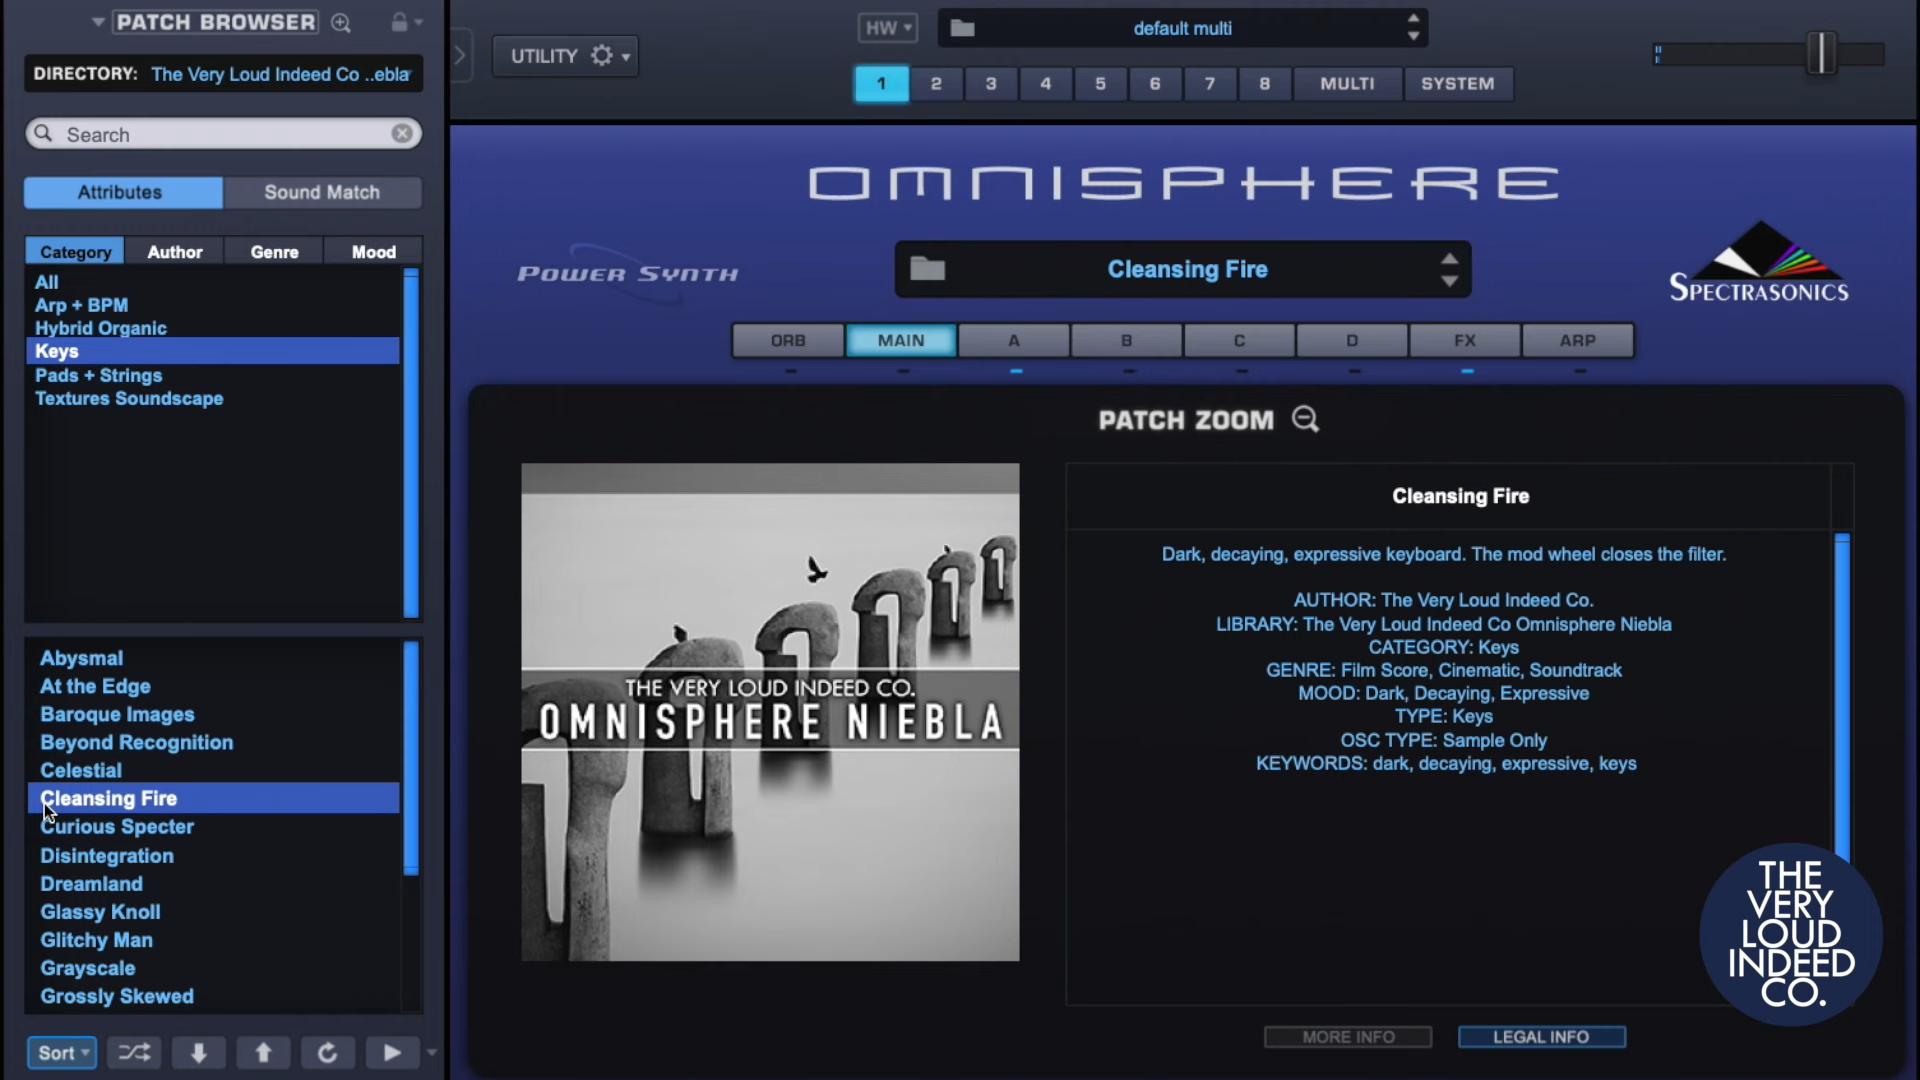 PATCH BROWSER
DIRECTORY: The Very Loud Indeed Co ..ebla
Search
Attributes
Sound Match
Category
Author
Genre
Mood
All
Arp + BPM
Hybrid Organic
Keys
Pads + Strings
Textures Soundscape
Abysmal
At the Edge
Baroque Images
Beyond Recognition
Celestial
Cleansing Fire
Curious Specter
Disintegration
Dreamland
Glassy Knoll
Glitchy Man
Grayscale
Grossly Skewed
Sort
UTILITY
HW
default multi
1 2 3 4 5 6 7 8 MULTI SYSTEM
OMNISPHERE
POWER SYNTH
Cleansing Fire
SPECTRASONICS
ORB MAIN A B C D FX ARP
PATCH ZOOM
THE VERY LOUD INDEED CO.
OMNISPHERE NIEBLA
Cleansing Fire
Dark, decaying, expressive keyboard. The mod wheel closes the filter.
AUTHOR: The Very Loud Indeed Co.
LIBRARY: The Very Loud Indeed Co Omnisphere Niebla
CATEGORY: Keys
GENRE: Film Score, Cinematic, Soundtrack
MOOD: Dark, Decaying, Expressive
TYPE: Keys
OSC TYPE: Sample Only
KEYWORDS: dark, decaying, expressive, keys
MORE INFO
LEGAL INFO
THE
VERY
LOUD
INDEED
CO.